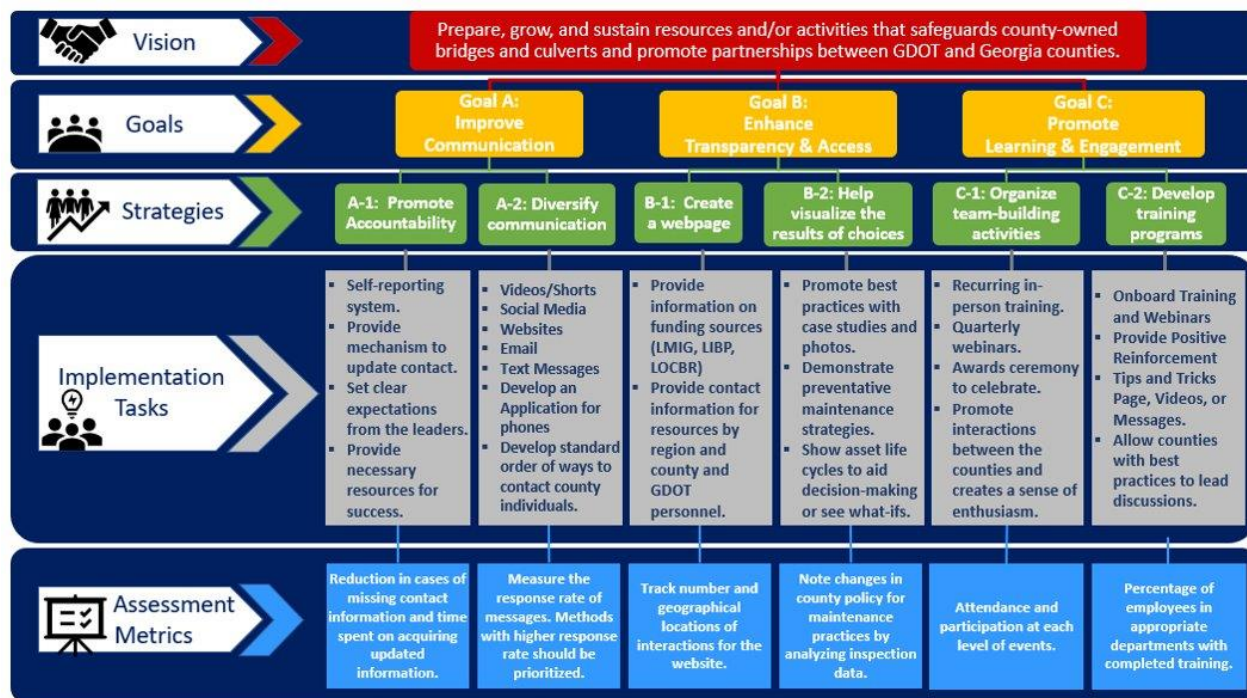 Vision
Prepare, grow, and sustain resources and/or activities that safeguards county-owned
bridges and culverts and promote partnerships between GDOT and Georgia counties.
Goals
Goal A:
Improve
Communication
Goal B:
Enhance
Transparency & Access
Goal C:
Promote
Learning & Engagement
Strategies
A-1: Promote
Accountability
A-2: Diversify
communication
B-1: Create
a webpage
B-2: Help
visualize the
results of choices
C-1: Organize
team-building
activities
C-2: Develop
training
programs
Implementation
Tasks
▪ Self-reporting
system.
▪ Provide
mechanism to
update contact.
▪ Set clear
expectations
from the leaders.
▪ Provide
necessary
resources for
success.
▪ Videos/Shorts
▪ Social Media
▪ Websites
▪ Email
▪ Text Messages
▪ Develop an
Application for
phones
▪ Develop standard
order of ways to
contact county
individuals.
▪ Provide
information on
funding sources
(LMIG, LIBP,
LOCBR)
▪ Provide contact
information for
resources by
region and
county and
GDOT
personnel.
▪ Promote best
practices with
case studies and
photos.
▪ Demonstrate
preventative
maintenance
strategies.
▪ Show asset life
cycles to aid
decision-making
or see what-ifs.
▪ Recurring in-
person training.
▪ Quarterly
webinars.
▪ Awards ceremony
to celebrate.
▪ Promote
interactions
between the
counties and
creates a sense of
enthusiasm.
▪ Onboard Training
and Webinars
▪ Provide Positive
Reinforcement
▪ Tips and Tricks
Page, Videos, or
Messages.
▪ Allow counties
with best
practices to lead
discussions.
Assessment
Metrics
Reduction in cases of
missing contact
information and time
spent on acquiring
updated
information.
Measure the
response rate of
messages. Methods
with higher response
rate should be
prioritized.
Track number and
geographical
locations of
interactions for the
website.
Note changes in
county policy for
maintenance
practices by
analyzing inspection
data.
Attendance and
participation at each
level of events.
Percentage of
employees in
appropriate
departments with
completed training.